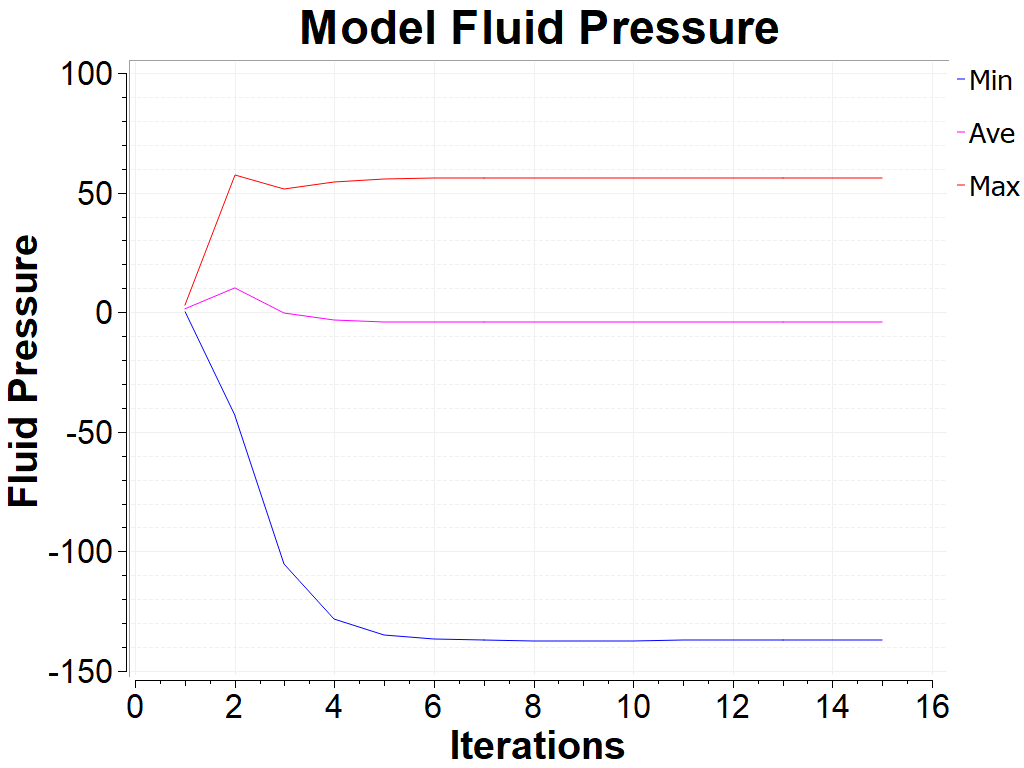 Model Fluid Pressure
Fluid Pressure
100
50
0
-50
-100
-150
0 2 4 6 8 10 12 14 16
Iterations
Min
Ave
Max